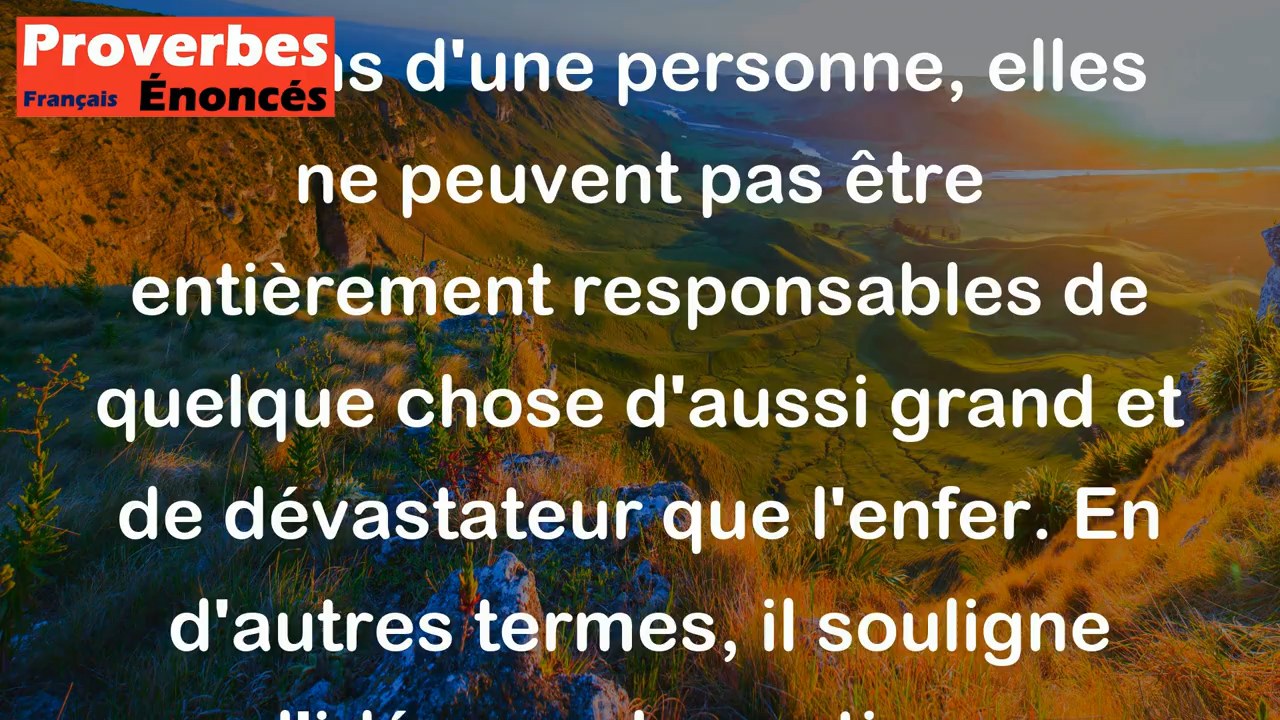 Proverbes
Français Énoncés
d'une personne, elles
ne peuvent pas être
entièrement responsables de
quelque chose d'aussi grand et
de dévastateur que l'enfer. En
d'autres termes, il souligne